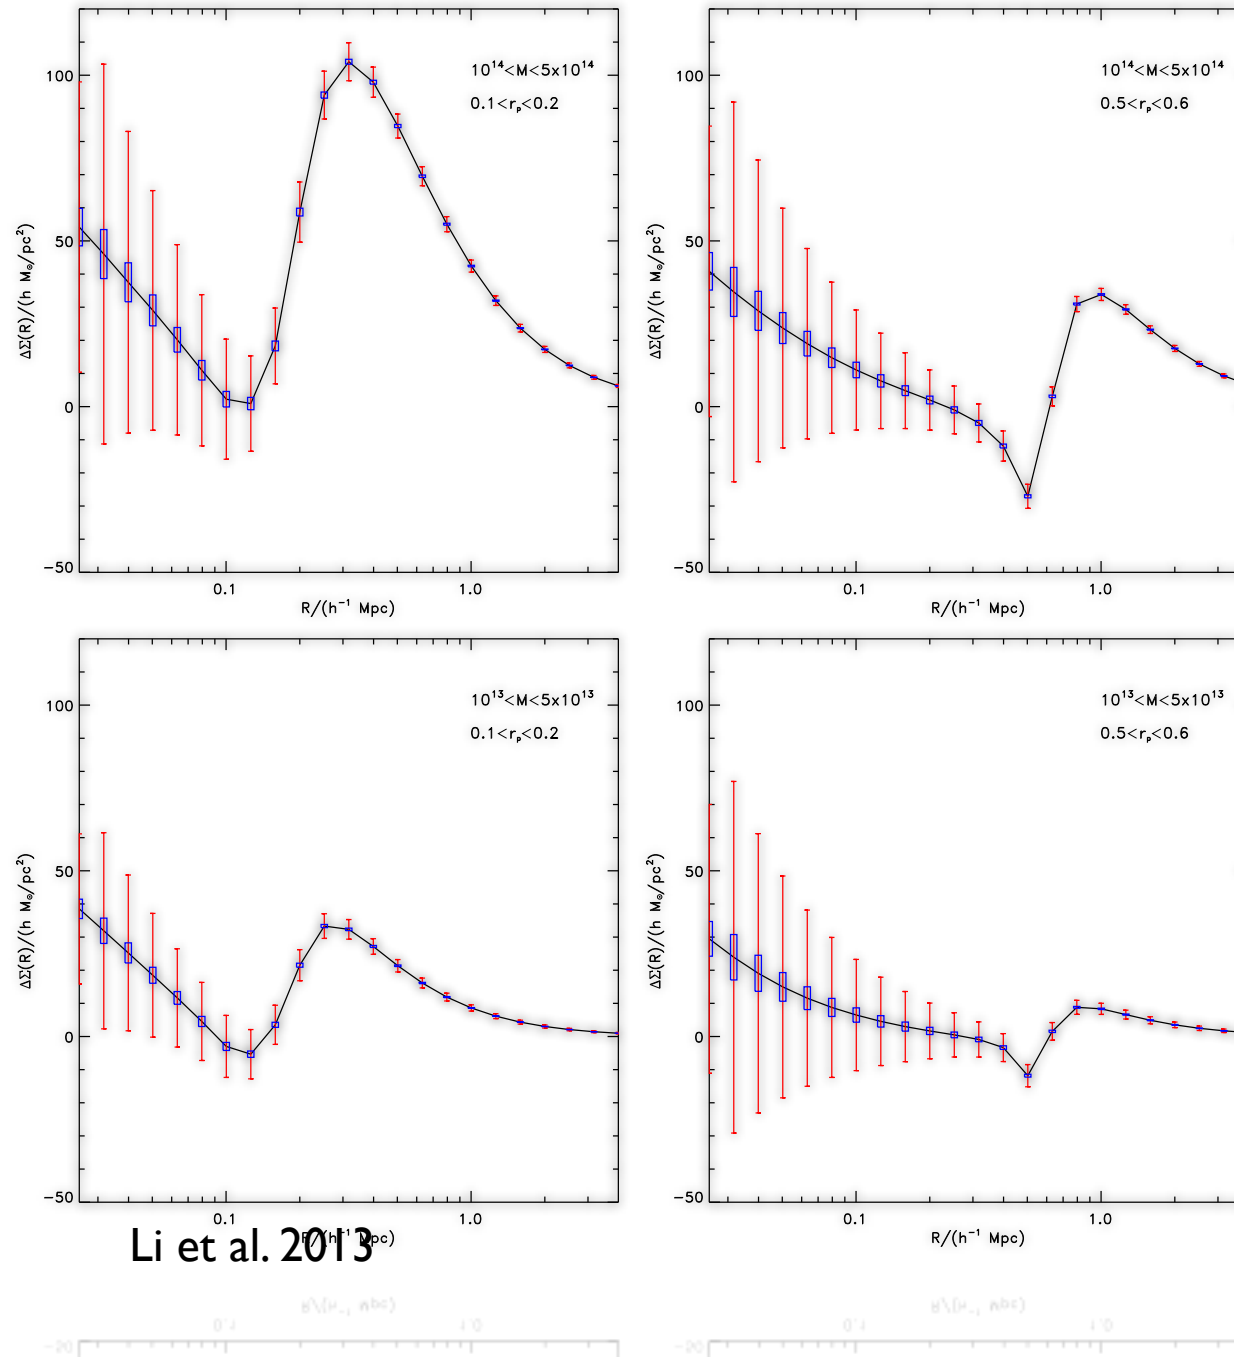 10¹⁴<M<5x10¹⁴
0.1<rₚ<0.2
100
50
0
−50
ΔΣ(R)/(h M☉/pc²)
0.1
1.0
R/(h⁻¹ Mpc)
10¹⁴<M<5x10¹⁴
0.5<rₚ<0.6
100
50
0
−50
ΔΣ(R)/(h M☉/pc²)
0.1
1.0
R/(h⁻¹ Mpc)
10¹³<M<5x10¹³
0.1<rₚ<0.2
100
50
0
−50
ΔΣ(R)/(h M☉/pc²)
0.1
1.0
R/(h⁻¹ Mpc)
10¹³<M<5x10¹³
0.5<rₚ<0.6
100
50
0
−50
ΔΣ(R)/(h M☉/pc²)
0.1
1.0
R/(h⁻¹ Mpc)
Li et al. 2013